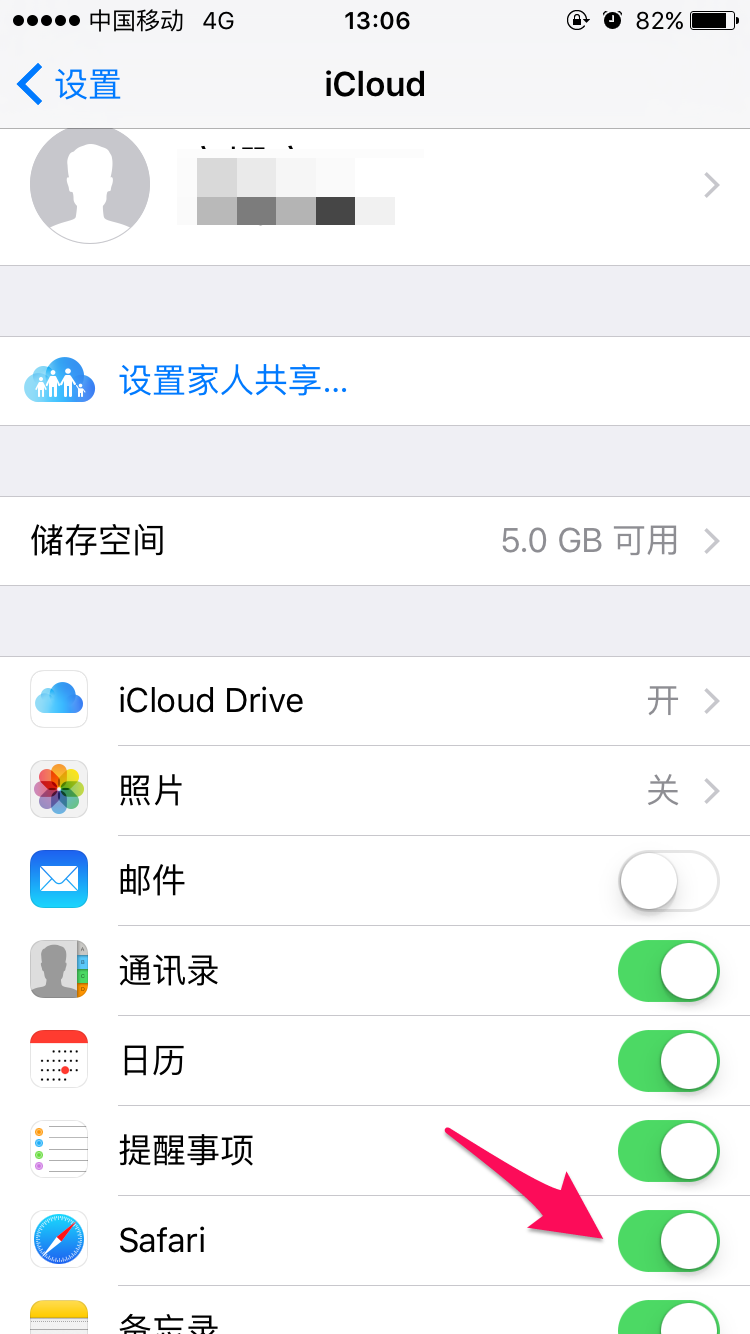 中国移动 4G 13:06 82%
设置 iCloud
设置家人共享...
储存空间 5.0 GB 可用
iCloud Drive 开
照片 关
邮件
通讯录
日历
提醒事项
Safari
备忘录